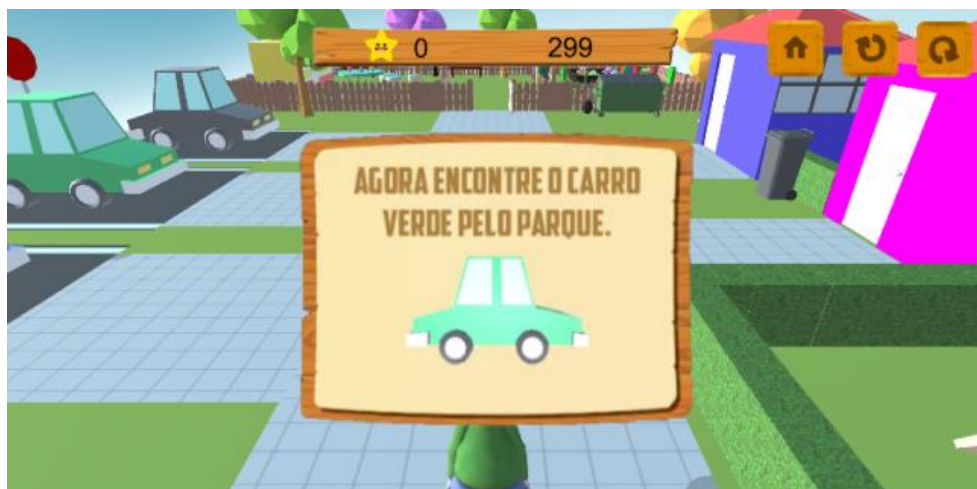 0 299
AGORA ENCONTRE O CARRO
VERDE PELO PARQUE.